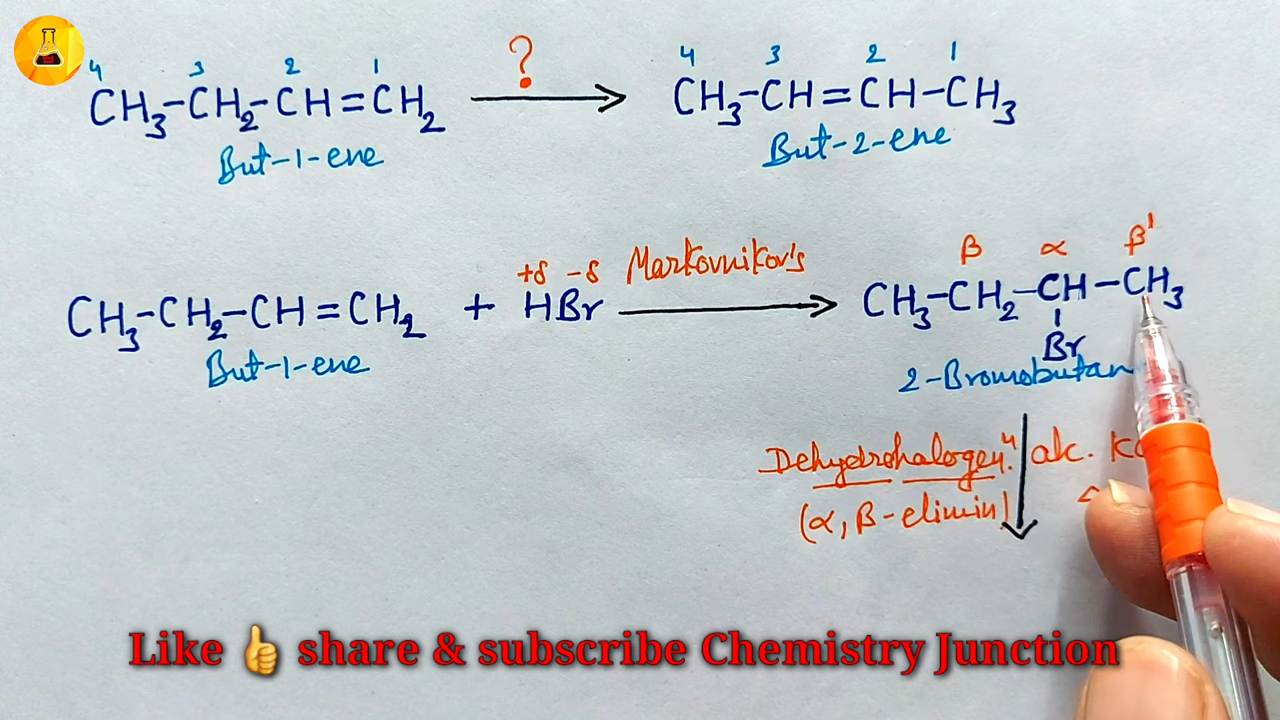 4 3 2 1
CH₃-CH₂-CH=CH₂ ? CH₃-CH=CH-CH₃
4 3 2 1
But-1-ene But-2-ene
+δ -δ Markovnikov's β α β'
CH₃-CH₂-CH=CH₂ + HBr CH₃-CH₂-CH-CH₃
Br
But-1-ene 2-Bromobutan
Dehydrohalogenⁿ. alc.
(α, β-elimin)
Like 👍 share & subscribe Chemistry Junction